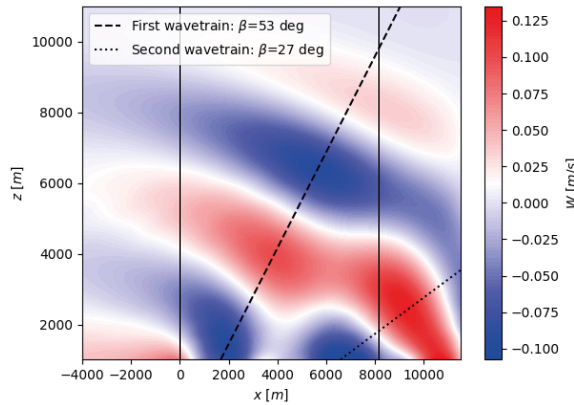 First wavetrain: β=53 deg
Second wavetrain: β=27 deg
10000
8000
6000
4000
2000
z [m]
−4000 −2000 0 2000 4000 6000 8000 10000
x [m]
0.125
0.100
0.075
0.050
0.025
0.000
−0.025
−0.050
−0.075
−0.100
W [m/s]